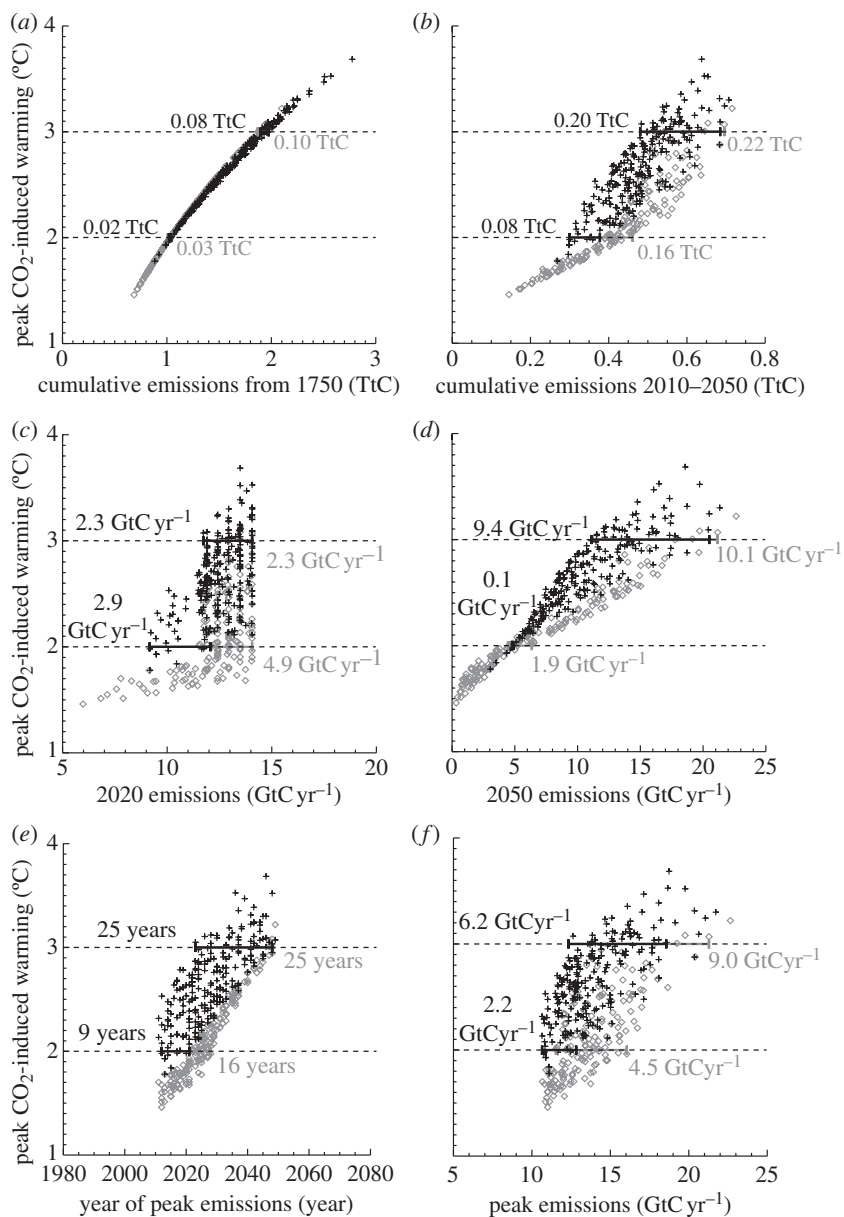 (a)
(b)
peak CO₂-induced warming (ºC)
4
3
2
1
0.08 TtC
0.10 TtC
0.02 TtC
0.03 TtC
0.20 TtC
0.22 TtC
0.08 TtC
0.16 TtC
0 1 2 3
0 0.2 0.4 0.6 0.8
cumulative emissions from 1750 (TtC)
cumulative emissions 2010–2050 (TtC)
(c)
(d)
peak CO₂-induced warming (ºC)
4
3
2
1
2.3 GtC yr⁻¹
2.3 GtC yr⁻¹
2.9
GtC yr⁻¹
4.9 GtC yr⁻¹
9.4 GtC yr⁻¹
10.1 GtC yr⁻¹
0.1
GtC yr⁻¹
1.9 GtC yr⁻¹
5 10 15 20
0 5 10 15 20 25
2020 emissions (GtC yr⁻¹)
2050 emissions (GtC yr⁻¹)
(e)
(f)
peak CO₂-induced warming (ºC)
4
3
2
1
25 years
25 years
9 years
16 years
6.2 GtCyr⁻¹
9.0 GtCyr⁻¹
2.2
GtCyr⁻¹
4.5 GtCyr⁻¹
1980 2000 2020 2040 2060 2080
5 10 15 20 25
year of peak emissions (year)
peak emissions (GtC yr⁻¹)